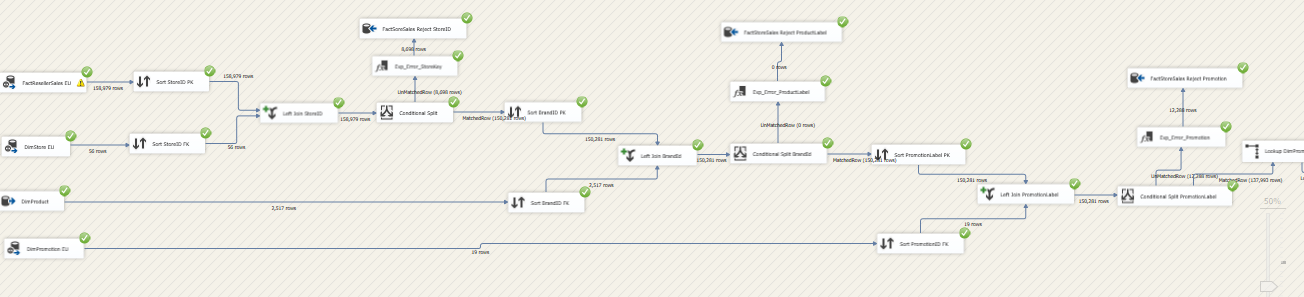 FactSoreSales Reject StoreID
FactStoreSales Reject ProductLabel
8,698 rows
Exp_Error_StoreKey
0 rows
FactStoreSales Reject Promotion
FactResellerSales EU
158,979 rows
Sort StoreID PK
158,979 rows
Exp_Error_ProductLabel
13,288 rows
UnMatchedRow (8,698 rows)
Left Join StoreID
158,979 rows
Conditional Split
MatchedRow (150,281 rows)
Sort BrandID PK
UnMatchedRow (0 rows)
Exp_Error_Promotion
DimStore EU
56 rows
Sort StoreID FK
56 rows
150,281 rows
Left Join BrandId
150,281 rows
Conditional Split BrandId
MatchedRow (150,281 rows)
Sort PromotionLabel PK
Lookup DimProm
150,281 rows
UnMatchedRow (12,288 rows)
MatchedRow (137,993 rows)
2,517 rows
DimProduct
2,517 rows
Sort BrandID FK
Left Join PromotionLabel
150,281 rows
Conditional Split PromotionLabel
50%
19 rows
DimPromotion EU
19 rows
Sort PromotionID FK